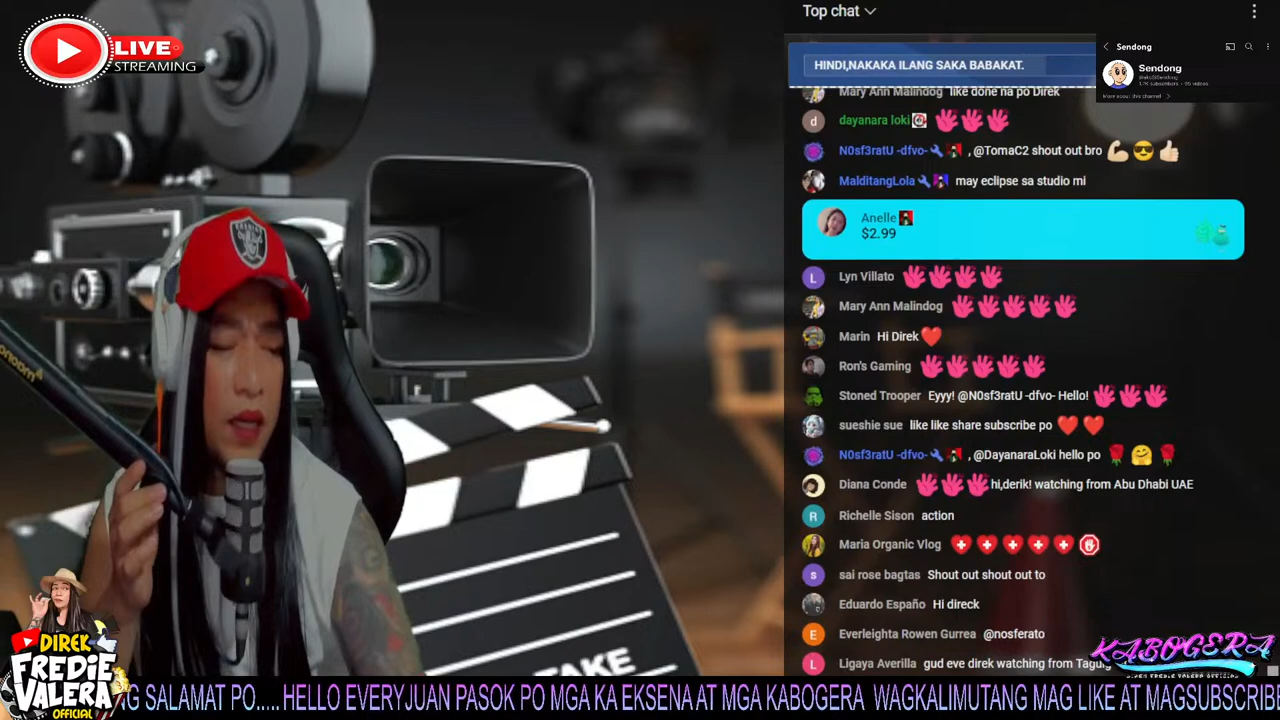 LIVE
STREAMING
Top chat
Sendong
HINDI,NAKAKA ILANG SAKA BABAKAT.
Sendong
Mary Ann Malindog like done na po Direk
dayanara loki
N0sf3ratU -dfvo- , @TomaC2 shout out bro
MalditangLola may eclipse sa studio mi
Anelle
$2.99
Lyn Villato
Mary Ann Malindog
Marin Hi Direk
Ron's Gaming
Stoned Trooper Eyyy! @N0sf3ratU -dfvo- Hello!
sueshie sue like like share subscribe po
N0sf3ratU -dfvo- , @DayanaraLoki hello po
Diana Conde hi,derik! watching from Abu Dhabi UAE
Richelle Sison action
Maria Organic Vlog
sai rose bagtas Shout out shout out to
Eduardo Españo Hi direck
Everleighta Rowen Gurrea @nosferato
Ligaya Averilla gud eve direk watching from Taguig
TAKE
KABOGERA
DIREK
FREDIE
VALERA
OFFICIAL
NG SALAMAT PO..... HELLO EVERYJUAN PASOK PO MGA KA EKSENA AT MGA KABOGERA WAGKALIMUTANG MAG LIKE AT MAGSUBSCRIBE